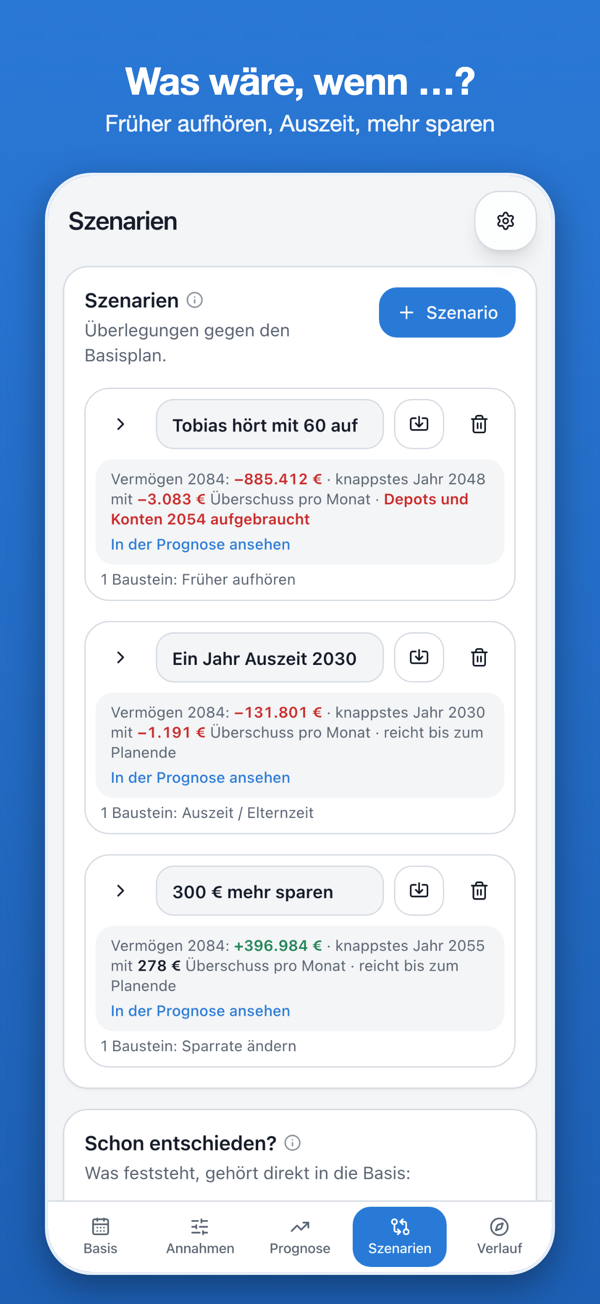 Was wäre, wenn …?
Früher aufhören, Auszeit, mehr sparen
Szenarien
Szenarien
Szenario
Überlegungen gegen den
Basisplan.
Tobias hört mit 60 auf
Vermögen 2084: −885.412 € · knappstes Jahr 2048
mit −3.083 € Überschuss pro Monat · Depots und
Konten 2054 aufgebraucht
In der Prognose ansehen
1 Baustein: Früher aufhören
Ein Jahr Auszeit 2030
Vermögen 2084: −131.801 € · knappstes Jahr 2030
mit −1.191 € Überschuss pro Monat · reicht bis zum
Planende
In der Prognose ansehen
1 Baustein: Auszeit / Elternzeit
300 € mehr sparen
Vermögen 2084: +396.984 € · knappstes Jahr 2055
mit 278 € Überschuss pro Monat · reicht bis zum
Planende
In der Prognose ansehen
1 Baustein: Sparrate ändern
Schon entschieden?
Was feststeht, gehört direkt in die Basis:
Basis
Annahmen
Prognose
Szenarien
Verlauf